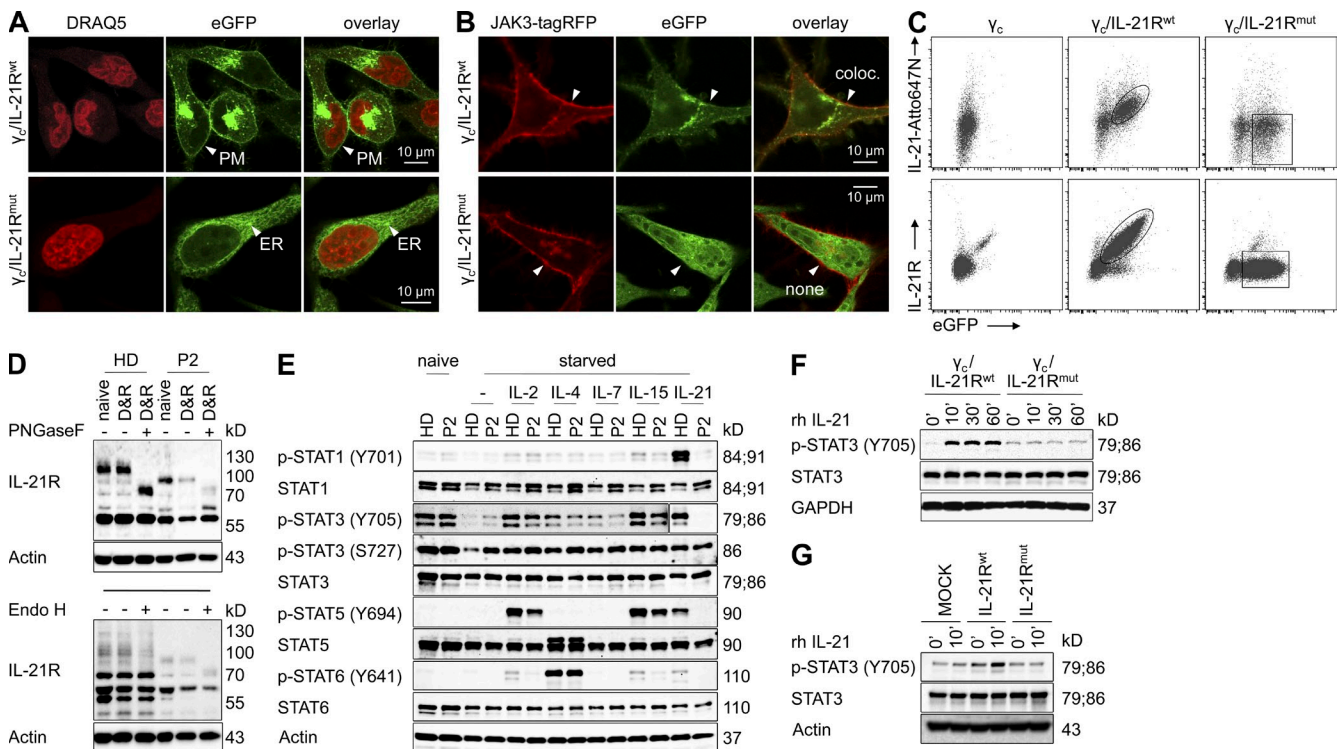 A
DRAQ5 eGFP overlay
γc/IL-21Rwt
PM PM
10 μm
γc/IL-21Rmut
ER ER
10 μm
B
JAK3-tagRFP eGFP overlay
γc/IL-21Rwt
coloc.
10 μm
γc/IL-21Rmut
10 μm
none
C
γc γc/IL-21Rwt γc/IL-21Rmut
IL-21-Atto647N
IL-21R
eGFP
D
HD P2
naive D&R D&R naive D&R D&R
PNGaseF - - + - - + kD
IL-21R
130
100
70
55
Actin 43
Endo H - - + - - + kD
IL-21R
130
100
70
55
Actin 43
E
naive starved
- IL-2 IL-4 IL-7 IL-15 IL-21
HD P2 HD P2 HD P2 HD P2 HD P2 HD P2 HD P2 kD
p-STAT1 (Y701) 84;91
STAT1 84;91
p-STAT3 (Y705) 79;86
p-STAT3 (S727) 86
STAT3 79;86
p-STAT5 (Y694) 90
STAT5 90
p-STAT6 (Y641) 110
STAT6 110
Actin 37
F
γc/IL-21Rwt γc/IL-21Rmut
rh IL-21 0' 10' 30' 60' 0' 10' 30' 60' kD
p-STAT3 (Y705) 79;86
STAT3 79;86
GAPDH 37
G
MOCK IL-21Rwt IL-21Rmut
rh IL-21 0' 10' 0' 10' 0' 10' kD
p-STAT3 (Y705) 79;86
STAT3 79;86
Actin 43